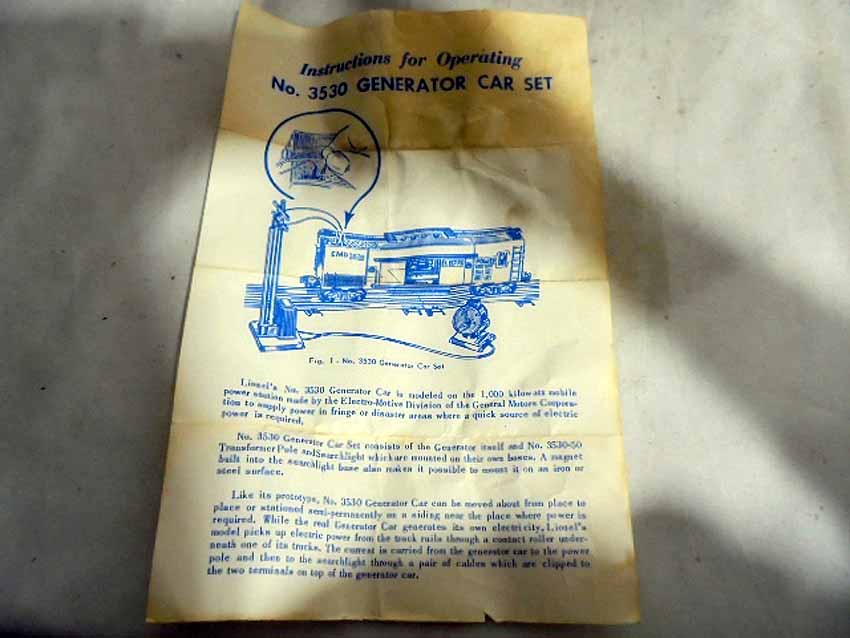 Instructions for Operating
No. 3530 GENERATOR CAR SET
EMD 3530
Fig. 1 - No. 3530 Generator Car Set
Lionel's No. 3530 Generator Car is modeled on the 1,000 kilowatt mobile
power station made by the Electro-Motive Division of the General Motors Corpora-
tion to supply power in fringe or disaster areas where a quick source of electric
power is required.
No. 3530 Generator Car Set consists of the Generator itself and No. 3530-50
Transformer Pole and Searchlight which are mounted on their own bases. A magnet
built into the searchlight base also makes it possible to mount it on an iron or
steel surface.
Like its prototype, No. 3530 Generator Car can be moved about from place to
place or stationed semi-permanently on a siding near the place where power is
required. While the real Generator Car generates its own electricity, Lionel's
model picks up electric power from the track rails through a contact roller under-
neath one of its trucks. The current is carried from the generator car to the power
pole and then to the searchlight through a pair of cables which are clipped to
the two terminals on top of the generator car.